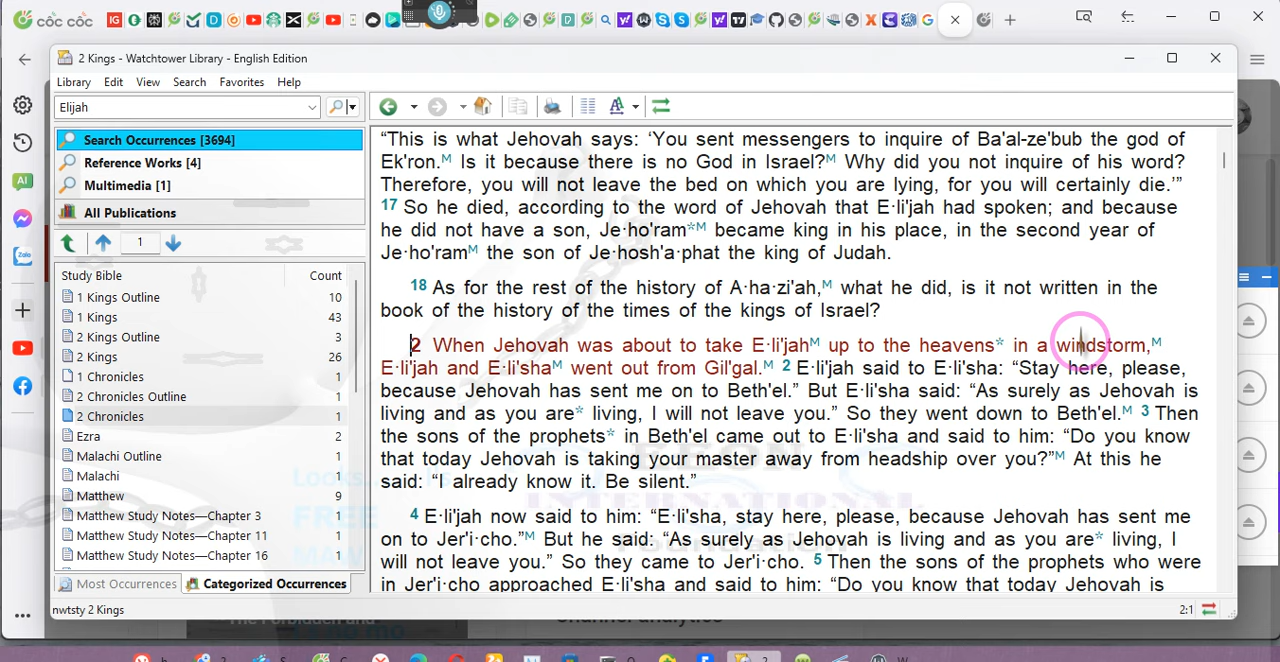 cốc cốc
2 Kings - Watchtower Library - English Edition
Library Edit View Search Favorites Help
Elijah
Search Occurrences [3694]
Reference Works [4]
Multimedia [1]
All Publications
1
Study Bible Count
1 Kings Outline 10
1 Kings 43
2 Kings Outline 3
2 Kings 26
1 Chronicles 1
2 Chronicles Outline 1
2 Chronicles 1
Ezra 2
Malachi Outline 1
Malachi 1
Matthew 9
Matthew Study Notes—Chapter 3 1
Matthew Study Notes—Chapter 11 1
Matthew Study Notes—Chapter 16 1
Most Occurrences Categorized Occurrences
nwtsty 2 Kings
“This is what Jehovah says: ‘You sent messengers to inquire of Ba'al-ze'bub the god of
Ek'ron.M Is it because there is no God in Israel?M Why did you not inquire of his word?
Therefore, you will not leave the bed on which you are lying, for you will certainly die.’”
17 So he died, according to the word of Jehovah that E·li'jah had spoken; and because
he did not have a son, Je·ho'ram*M became king in his place, in the second year of
Je·ho'ramM the son of Je·hosh'a·phat the king of Judah.
18 As for the rest of the history of A·ha·zi'ah,M what he did, is it not written in the
book of the history of the times of the kings of Israel?
2 When Jehovah was about to take E·li'jahM up to the heavens* in a windstorm,M
E·li'jah and E·li'shaM went out from Gil'gal.M 2 E·li'jah said to E·li'sha: “Stay here, please,
because Jehovah has sent me on to Beth'el.” But E·li'sha said: “As surely as Jehovah is
living and as you are* living, I will not leave you.” So they went down to Beth'el.M 3 Then
the sons of the prophets* in Beth'el came out to E·li'sha and said to him: “Do you know
that today Jehovah is taking your master away from headship over you?”M At this he
said: “I already know it. Be silent.”
4 E·li'jah now said to him: “E·li'sha, stay here, please, because Jehovah has sent me
on to Jer'i·cho.”M But he said: “As surely as Jehovah is living and as you are* living, I
will not leave you.” So they came to Jer'i·cho. 5 Then the sons of the prophets who were
in Jer'i·cho approached E·li'sha and said to him: “Do you know that today Jehovah is
2:1
AI
Zalo
Looks
FREE
INTERNATIONAL
Foundation
The Forbidden and
Channel analytics